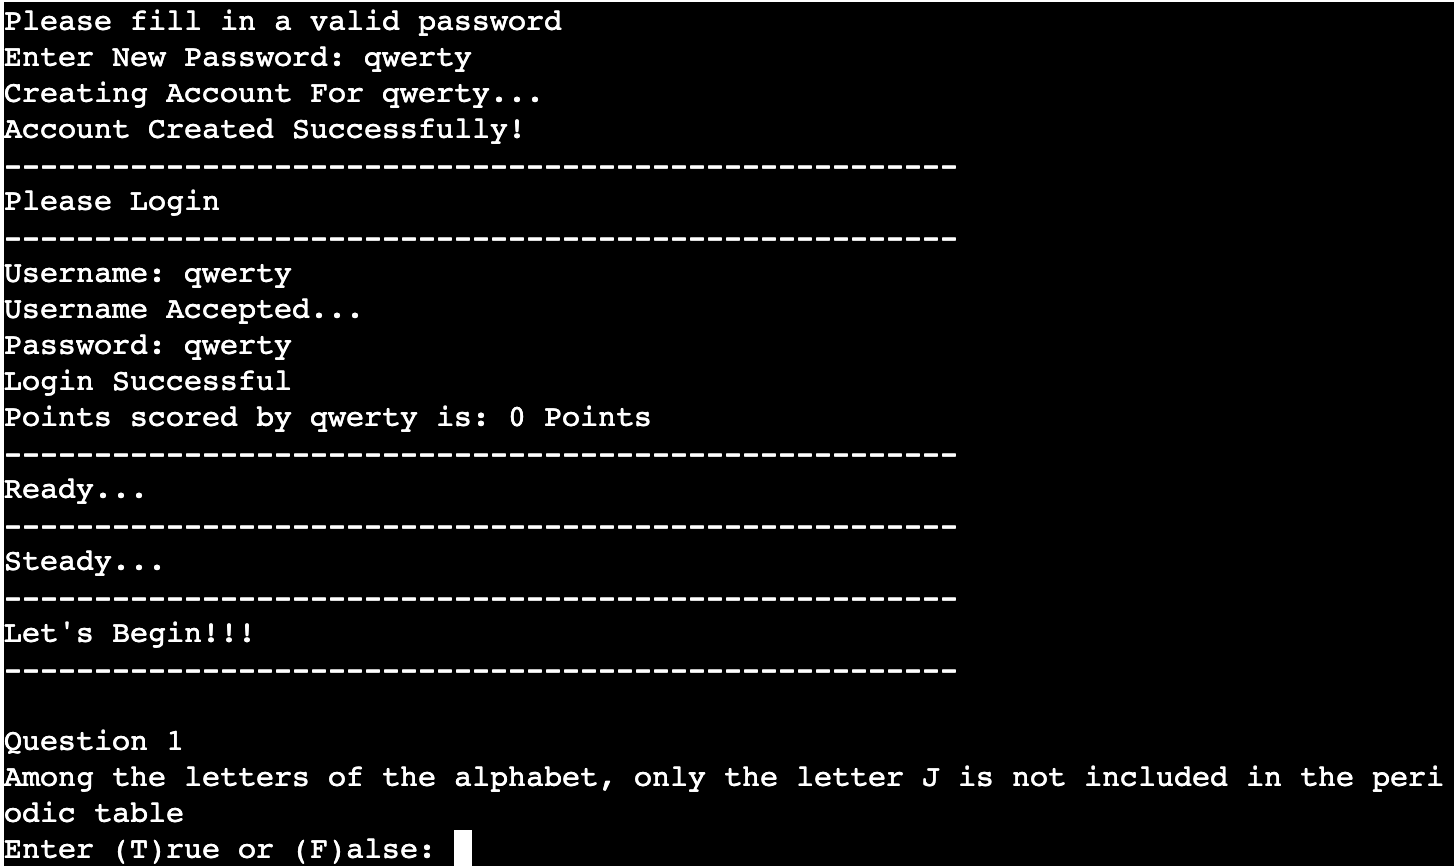 Please fill in a valid password
Enter New Password: qwerty
Creating Account For qwerty...
Account Created Successfully!
-----------------------------------------------------
Please Login
-----------------------------------------------------
Username: qwerty
Username Accepted...
Password: qwerty
Login Successful
Points scored by qwerty is: 0 Points
-----------------------------------------------------
Ready...
-----------------------------------------------------
Steady...
-----------------------------------------------------
Let's Begin!!!
-----------------------------------------------------
Question 1
Among the letters of the alphabet, only the letter J is not included in the peri
odic table
Enter (T)rue or (F)alse: